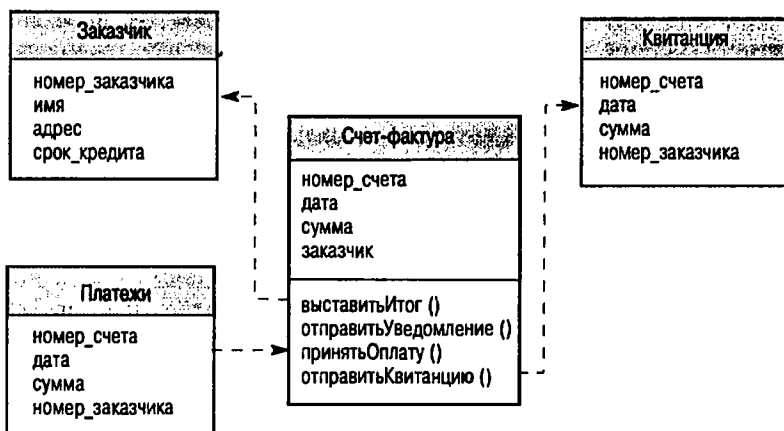 Заказчик
номер_заказчика
имя
адрес
срок_кредита
Квитанция
номер_счета
дата
сумма
номер_заказчика
Счет-фактура
номер_счета
дата
сумма
заказчик
выставитьИтог ()
отправитьУведомление ()
принятьОплату ()
отправитьКвитанцию ()
Платежи
номер_счета
дата
сумма
номер_заказчика